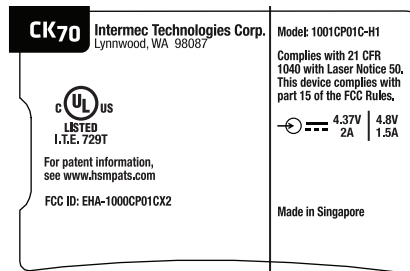 CK70
Intermec Technologies Corp.
Lynnwood, WA 98087
C UL US
LISTED
I.T.E. 729T
For patent information,
see www.hsmpats.com
FCC ID: EHA-1000CP01CX2
Model: 1001CP01C-H1
Complies with 21 CFR
1040 with Laser Notice 50.
This device complies with
part 15 of the FCC Rules.
4.37V 4.8V
2A 1.5A
Made in Singapore